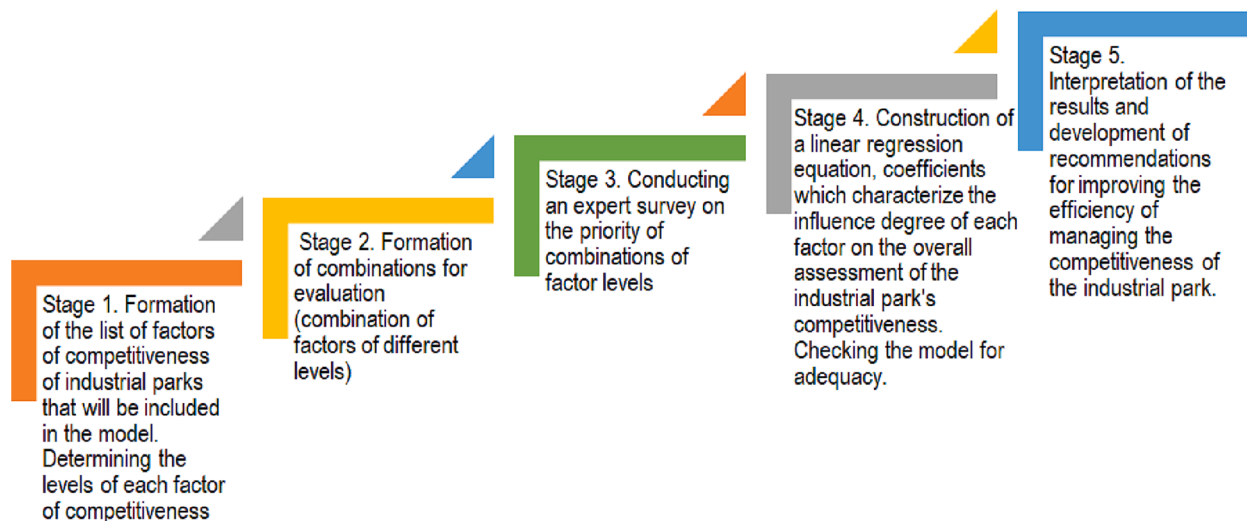 Stage 1. Formation
of the list of factors
of competitiveness
of industrial parks
that will be included
in the model.
Determining the
levels of each factor
of competitiveness
Stage 2. Formation
of combinations for
evaluation
(combination of
factors of different
levels)
Stage 3. Conducting
an expert survey on
the priority of
combinations of
factor levels
Stage 4. Construction of
a linear regression
equation, coefficients
which characterize the
influence degree of each
factor on the overall
assessment of the
industrial park's
competitiveness.
Checking the model for
adequacy.
Stage 5.
Interpretation of the
results and
development of
recommendations
for improving the
efficiency of
managing the
competitiveness of
the industrial park.